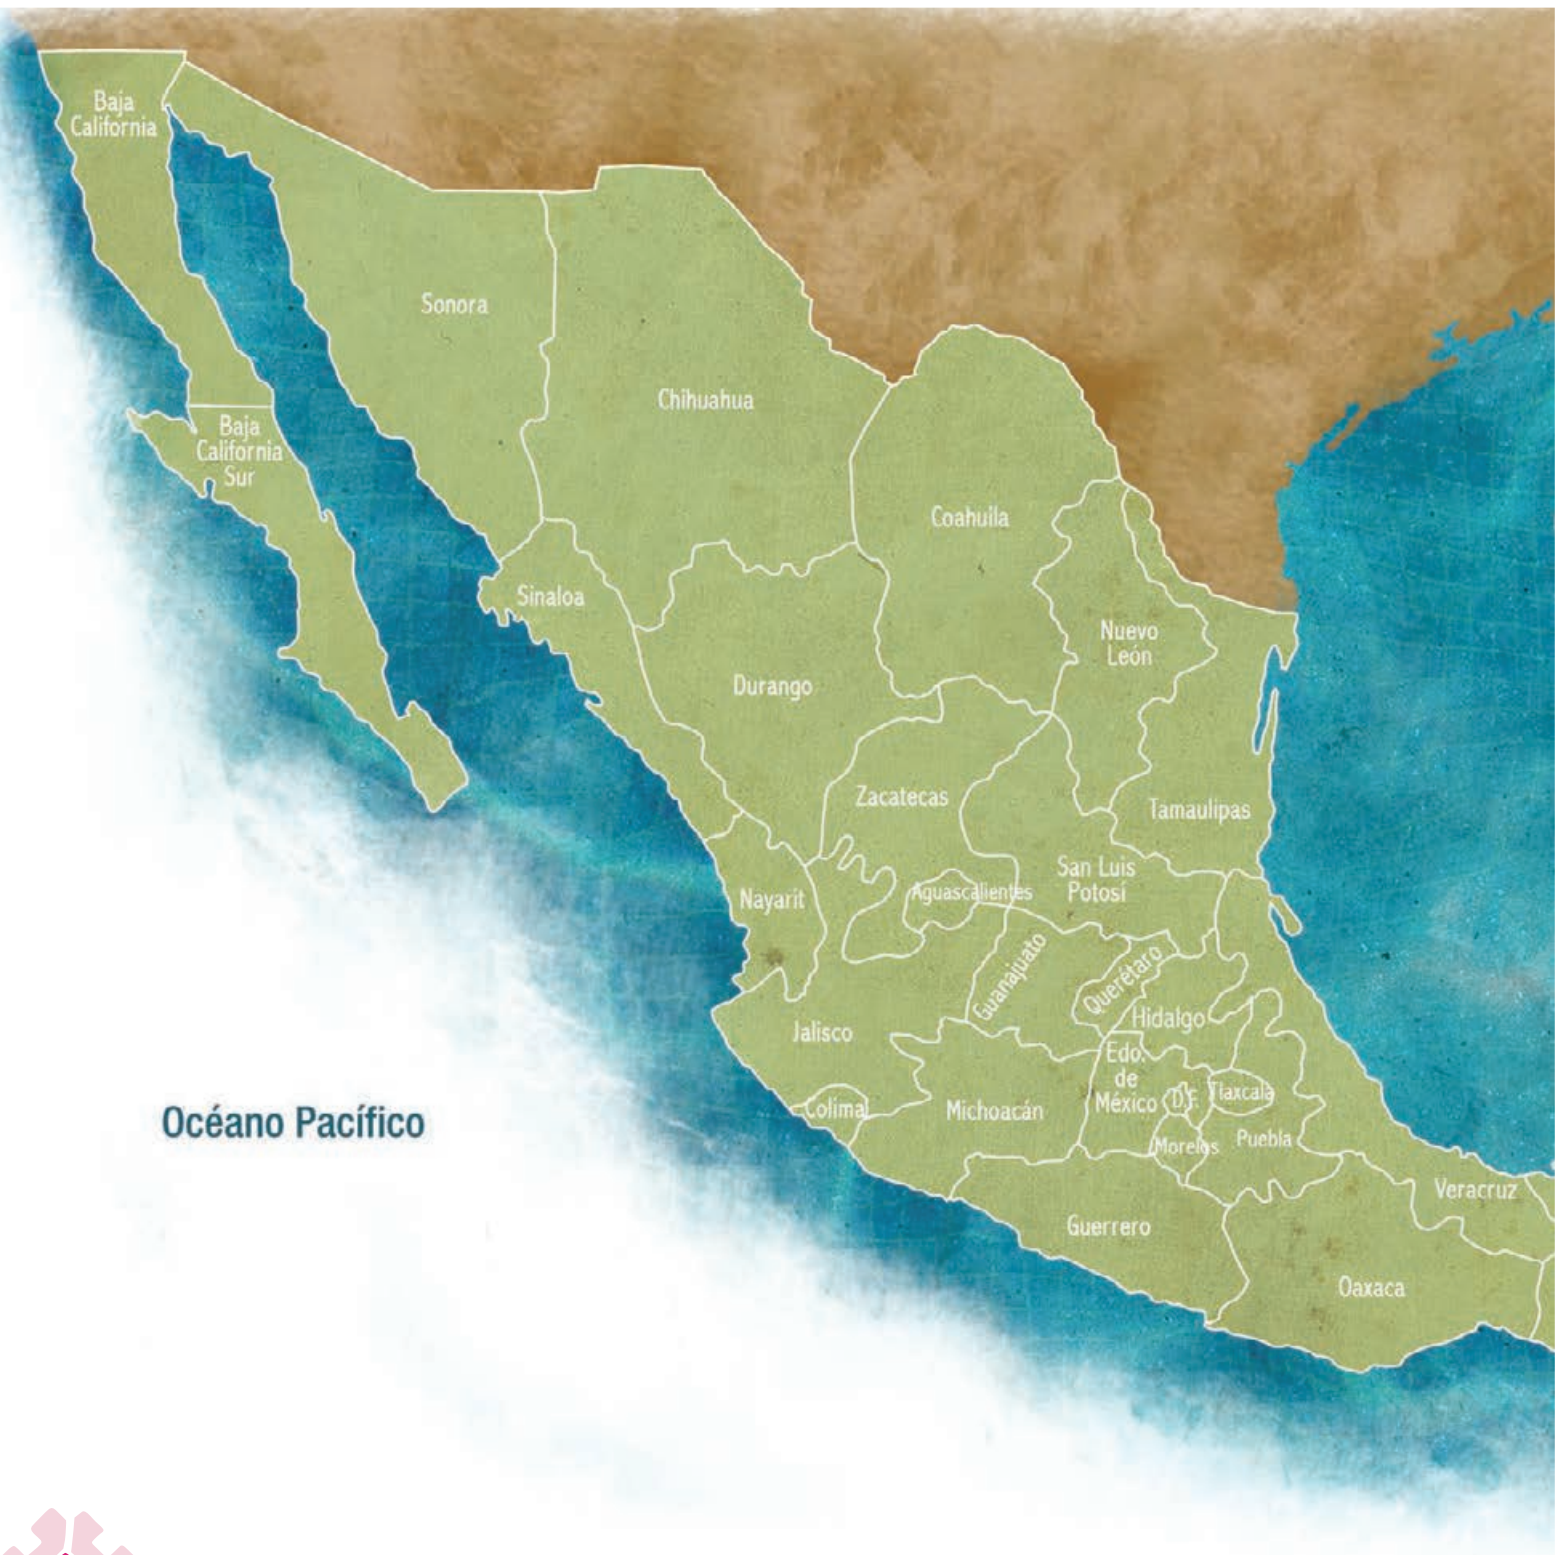 Baja
California
Sonora
Chihuahua
Baja
California
Sur
Coahuila
Sinaloa
Nuevo
León
Durango
Zacatecas
Tamaulipas
San Luis
Potosí
Aguascalientes
Nayarit
Guanajuato
Querétaro
Hidalgo
Jalisco
Edo.
de
México
D.F.
Tlaxcala
Colima
Michoacán
Morelos
Puebla
Océano Pacífico
Veracruz
Guerrero
Oaxaca